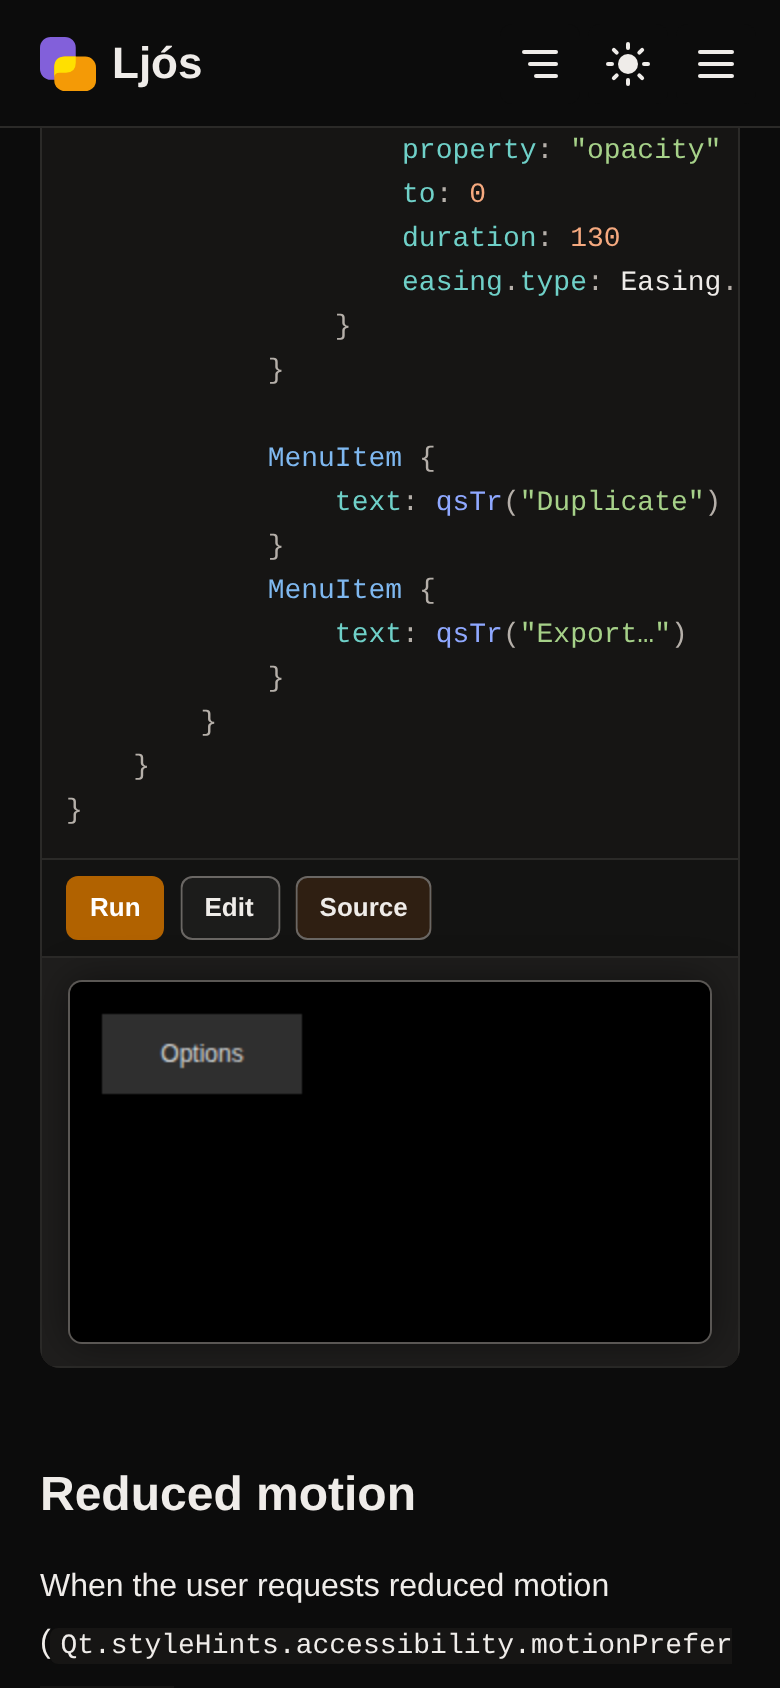 Ljós
property: "opacity"
to: 0
duration: 130
easing.type: Easing.
}
}
MenuItem {
text: qsTr("Duplicate")
}
MenuItem {
text: qsTr("Export…")
}
}
}
}
Run Edit Source
Options
Reduced motion
When the user requests reduced motion
(Qt.styleHints.accessibility.motionPrefer